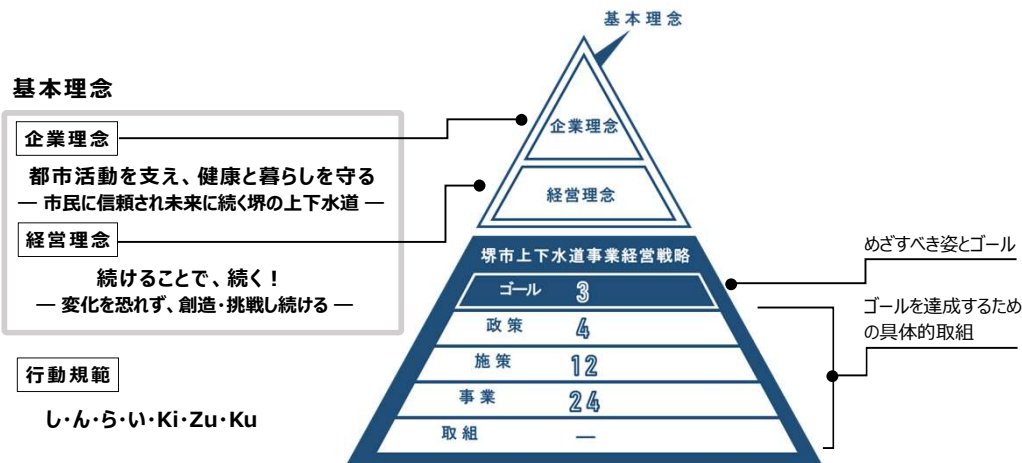 基本理念
基本理念
企業理念
都市活動を支え、健康と暮らしを守る
― 市民に信頼され未来に続く堺の上下水道 ―
経営理念
続けることで、続く！
― 変化を恐れず、創造・挑戦し続ける ―
行動規範
し・ん・ら・い・Ki・Zu・Ku
企業理念
経営理念
堺市上下水道事業経営戦略
ゴール 3
政策 4
施策 12
事業 24
取組 ―
めざすべき姿とゴール
ゴールを達成するため
の具体的取組